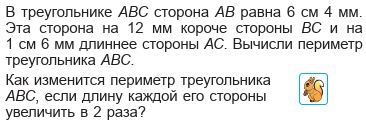 В треугольнике ABC сторона AB равна 6 см 4 мм.
Эта сторона на 12 мм короче стороны BC и на
1 см 6 мм длиннее стороны AC. Вычисли периметр
треугольника ABC.
Как изменится периметр треугольника
ABC, если длину каждой его стороны
увеличить в 2 раза?